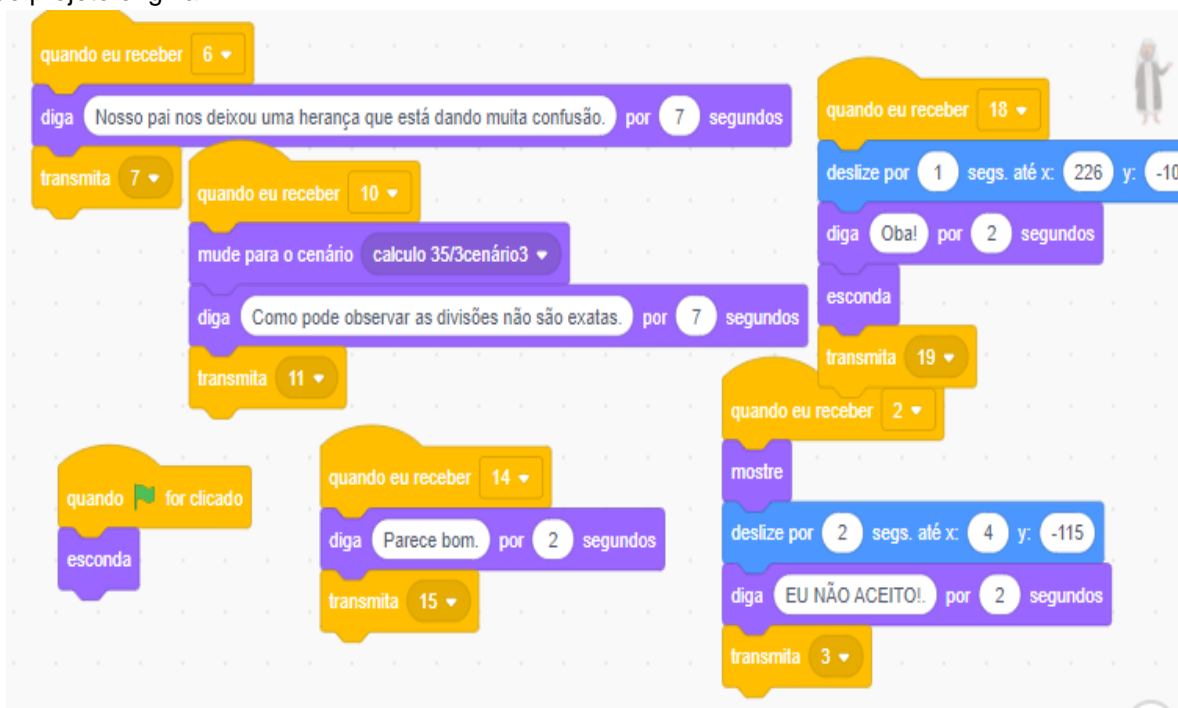 quando eu receber 6
diga Nosso pai nos deixou uma herança que está dando muita confusão. por 7 segundos
transmita 7
quando eu receber 10
mude para o cenário calculo 35/3cenário3
diga Como pode observar as divisões não são exatas. por 7 segundos
transmita 11
quando eu receber 18
deslize por 1 segs. até x: 226 y: -10
diga Oba! por 2 segundos
esconda
transmita 19
quando for clicado
esconda
quando eu receber 14
diga Parece bom. por 2 segundos
transmita 15
quando eu receber 2
mostre
deslize por 2 segs. até x: 4 y: -115
diga EU NÃO ACEITO!. por 2 segundos
transmita 3